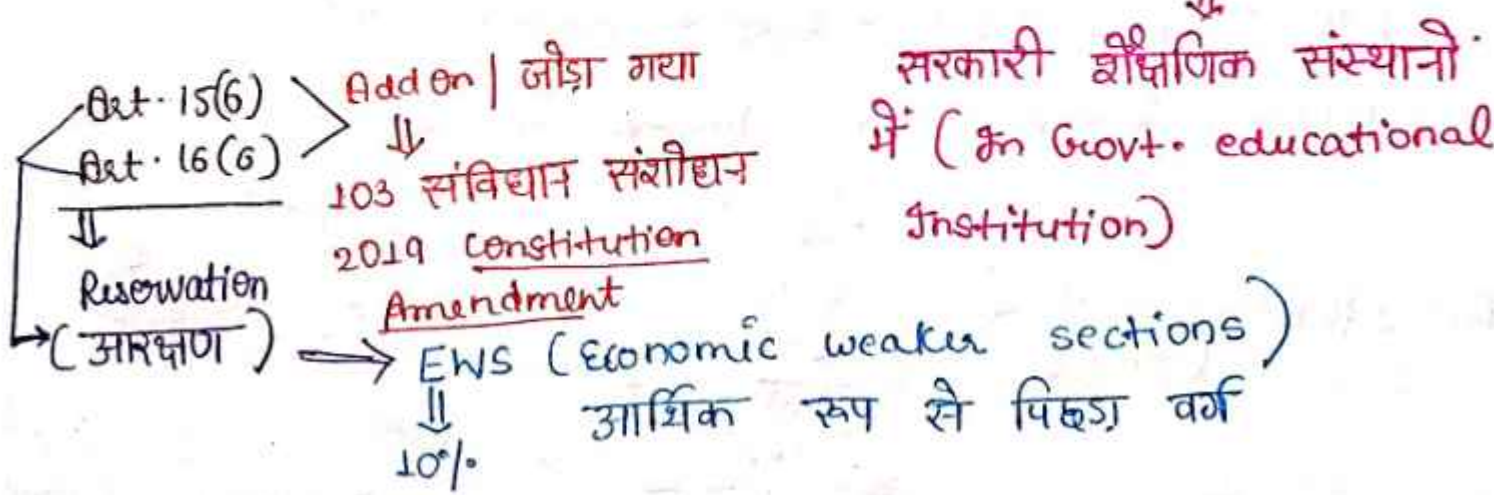 Art. 15(6)
Art. 16(6)
Add on | जोड़ा गया
103 संविधान संशोधन
2019 Constitution
Amendment
Reservation
(आरक्षण)
EWS (Economic weaker sections)
आर्थिक रूप से पिछड़ा वर्ग
10%
सरकारी शैक्षणिक संस्थानों
में (In Govt. educational
Institution)